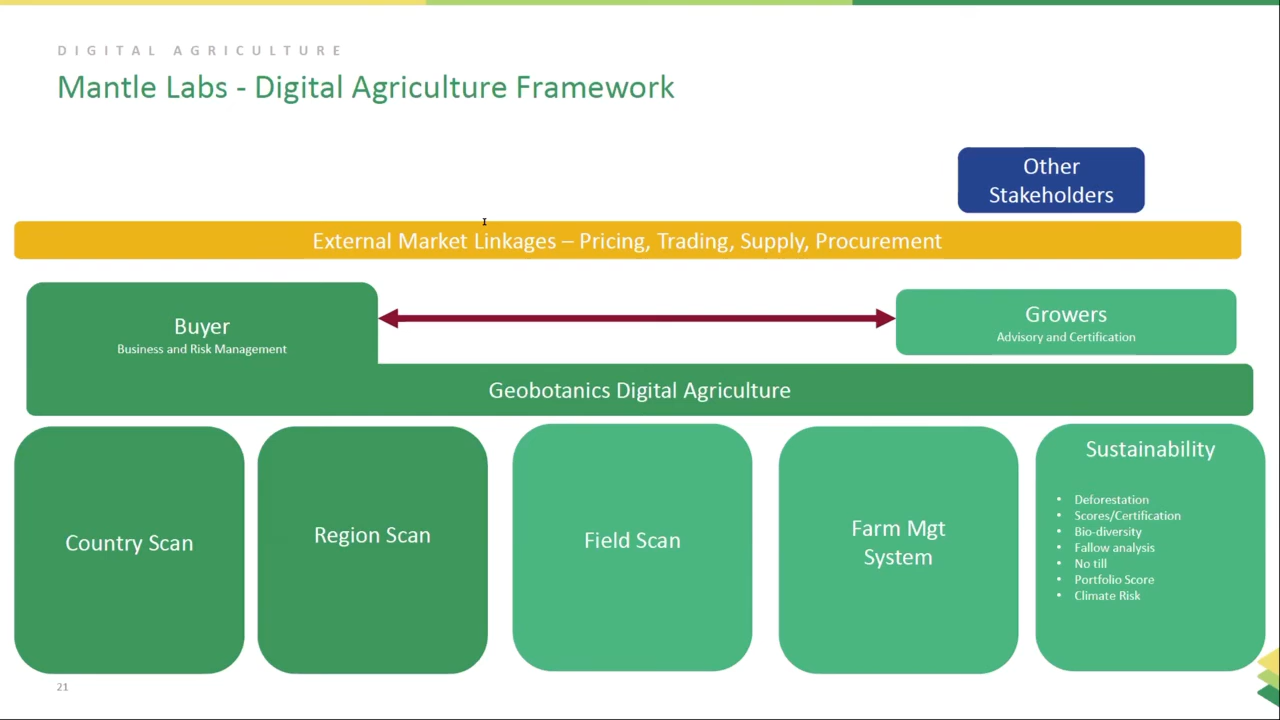 DIGITAL AGRICULTURE
Mantle Labs - Digital Agriculture Framework
Other
Stakeholders
External Market Linkages – Pricing, Trading, Supply, Procurement
Buyer
Business and Risk Management
Growers
Advisory and Certification
Geobotanics Digital Agriculture
Country Scan
Region Scan
Field Scan
Farm Mgt
System
Sustainability
• Deforestation
• Scores/Certification
• Bio-diversity
• Fallow analysis
• No till
• Portfolio Score
• Climate Risk
21